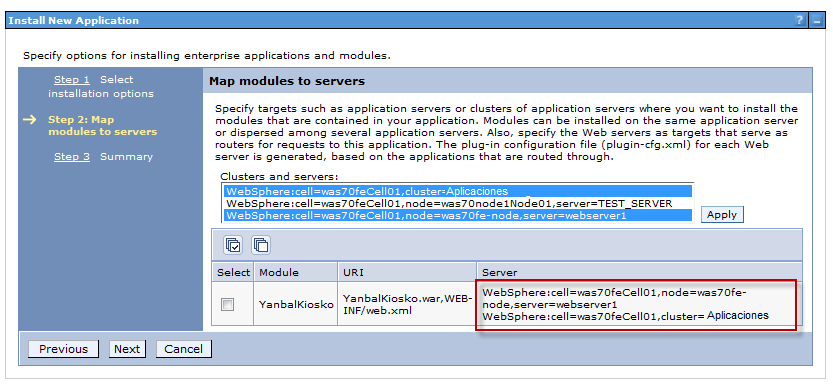 Install New Application
? –
Specify options for installing enterprise applications and modules.
Step 1 Select
installation options
Step 2: Map
modules to servers
Step 3 Summary
Map modules to servers
Specify targets such as application servers or clusters of application servers where you want to install the
modules that are contained in your application. Modules can be installed on the same application server
or dispersed among several application servers. Also, specify the Web servers as targets that serve as
routers for requests to this application. The plug-in configuration file (plugin-cfg.xml) for each Web
server is generated, based on the applications that are routed through.
Clusters and servers:
WebSphere:cell=was70feCell01,cluster=Aplicaciones
WebSphere:cell=was70feCell01,node=was70node1Node01,server=TEST_SERVER
WebSphere:cell=was70feCell01,node=was70fe-node,server=webserver1
Apply
Select Module URI Server
YanbalKiosko
YanbalKiosko.war,WEB-
INF/web.xml
WebSphere:cell=was70feCell01,node=was70fe-
node,server=webserver1
WebSphere:cell=was70feCell01,cluster= Aplicaciones
Previous Next Cancel